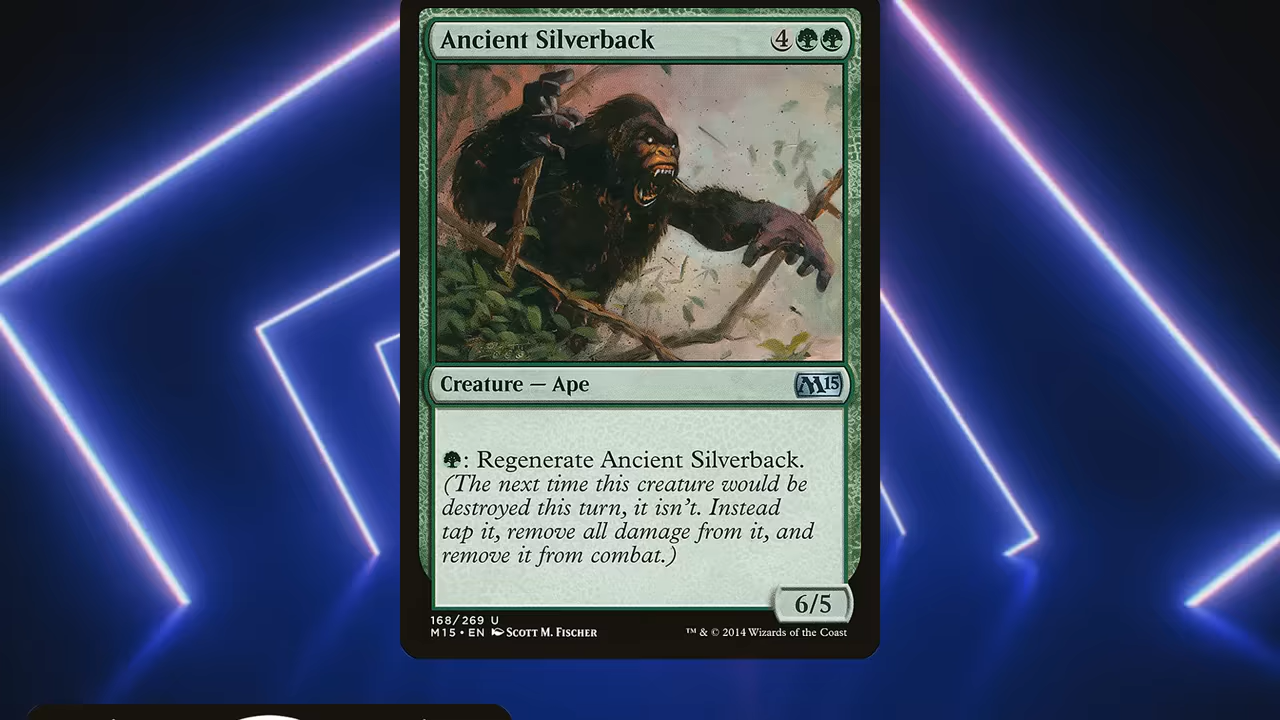 Ancient Silverback 4
Creature — Ape M15
: Regenerate Ancient Silverback.
(The next time this creature would be
destroyed this turn, it isn't. Instead
tap it, remove all damage from it, and
remove it from combat.)
6/5
168/269 U
M15 • EN Scott M. Fischer ™ & © 2014 Wizards of the Coast